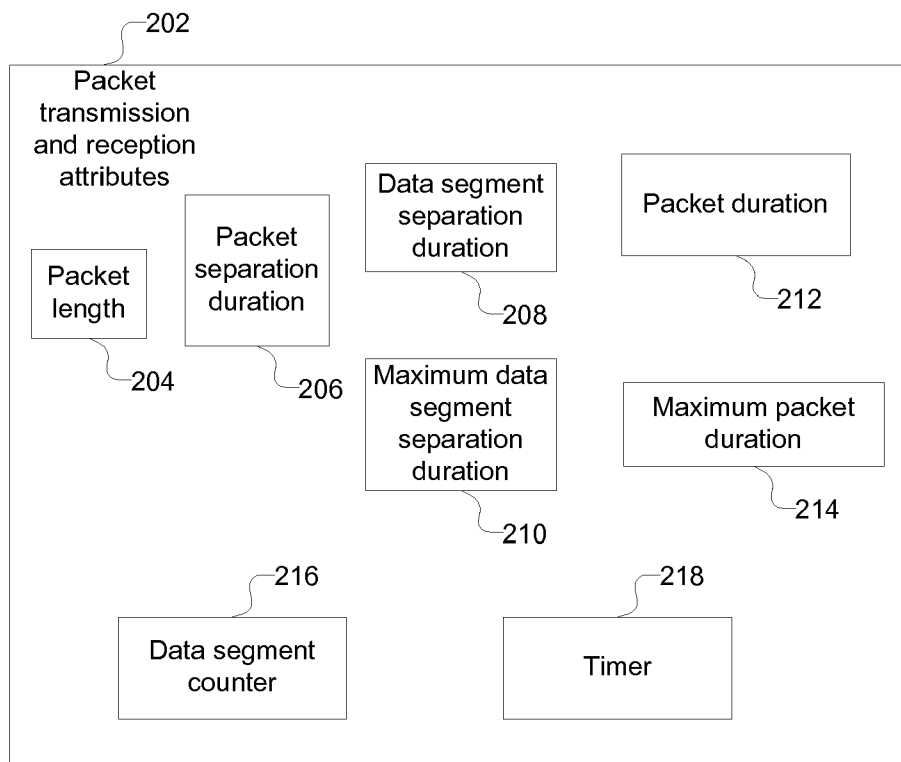 202
Packet
transmission
and reception
attributes
Packet
length
204
Packet
separation
duration
206
Data segment
separation
duration
208
Packet duration
212
Maximum data
segment
separation
duration
210
Maximum packet
duration
214
216
Data segment
counter
218
Timer